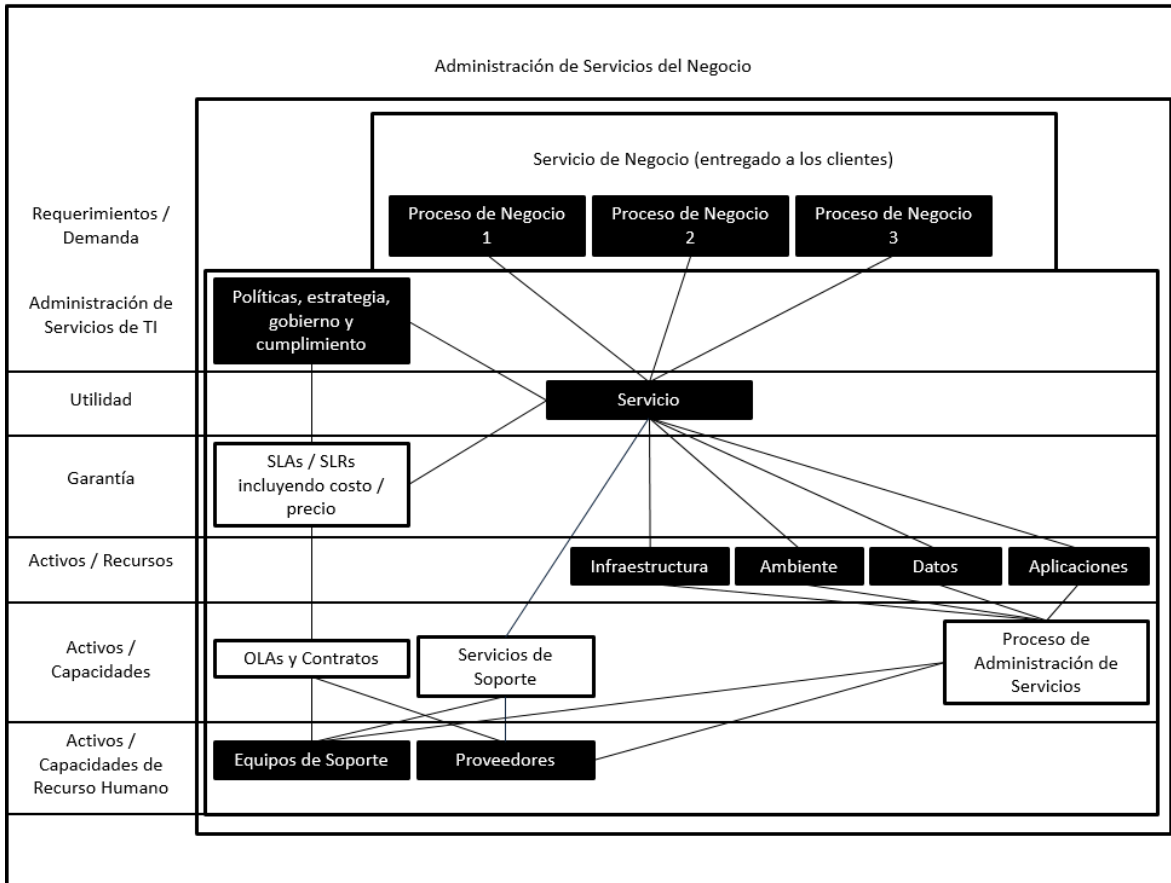 Administración de Servicios del Negocio
Servicio de Negocio (entregado a los clientes)
Requerimientos /
Demanda
Proceso de Negocio
1
Proceso de Negocio
2
Proceso de Negocio
3
Administración de
Servicios de TI
Políticas, estrategia,
gobierno y
cumplimiento
Utilidad
Servicio
Garantía
SLAs / SLRs
incluyendo costo /
precio
Activos / Recursos
Infraestructura
Ambiente
Datos
Aplicaciones
Activos /
Capacidades
OLAs y Contratos
Servicios de
Soporte
Proceso de
Administración de
Servicios
Activos /
Capacidades de
Recurso Humano
Equipos de Soporte
Proveedores